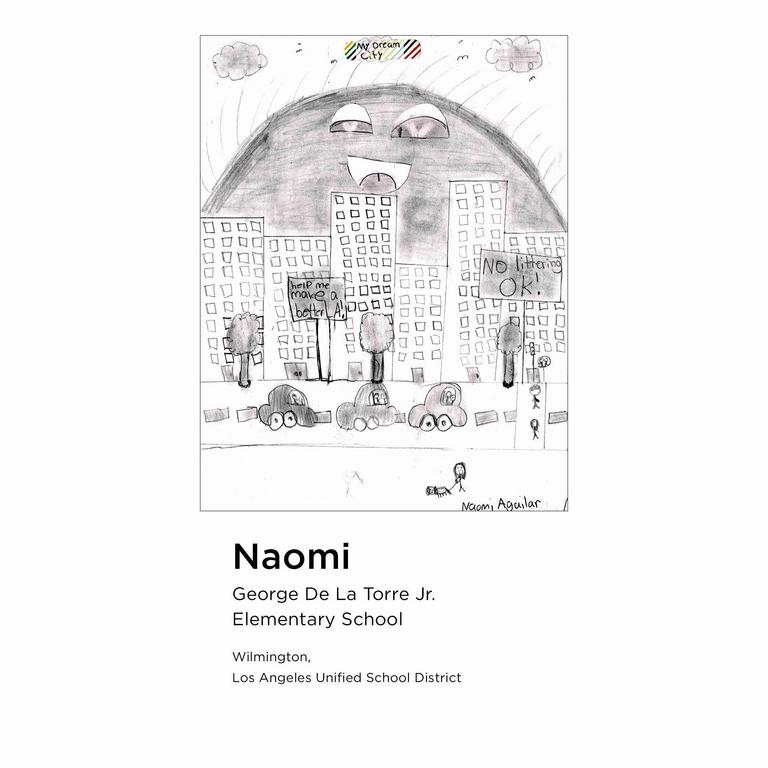 My Dream
City
help me
make a
better LA!
No littering
OK!
Naomi Aguilar
Naomi
George De La Torre Jr.
Elementary School
Wilmington,
Los Angeles Unified School District